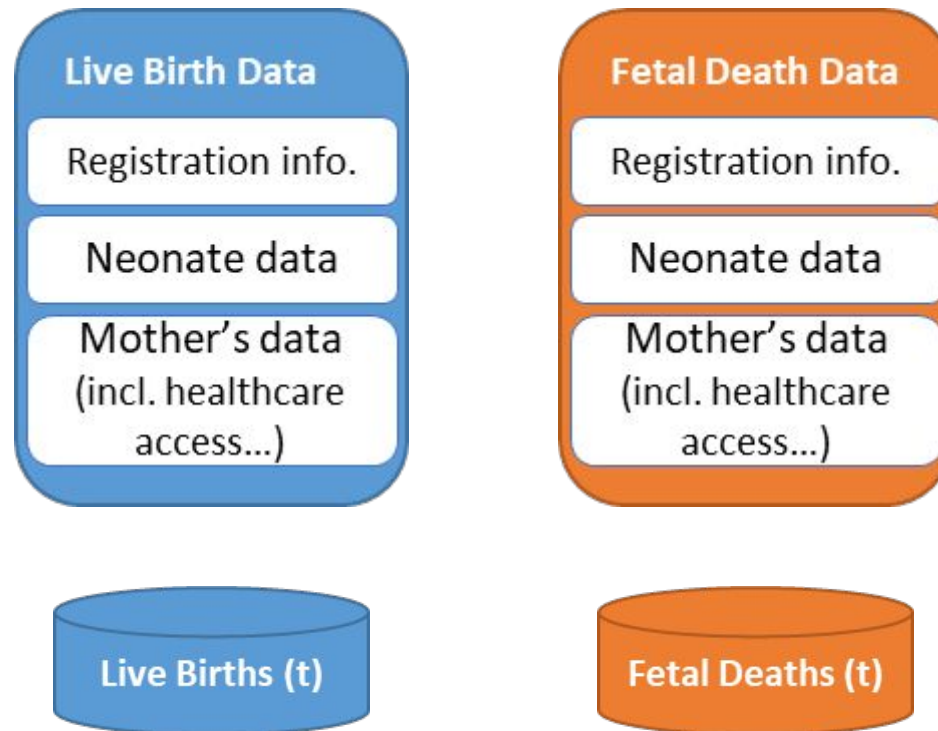 Live Birth Data
Registration info.
Neonate data
Mother's data
(incl. healthcare
access...)
Fetal Death Data
Registration info.
Neonate data
Mother's data
(incl. healthcare
access...)
Live Births (t)
Fetal Deaths (t)